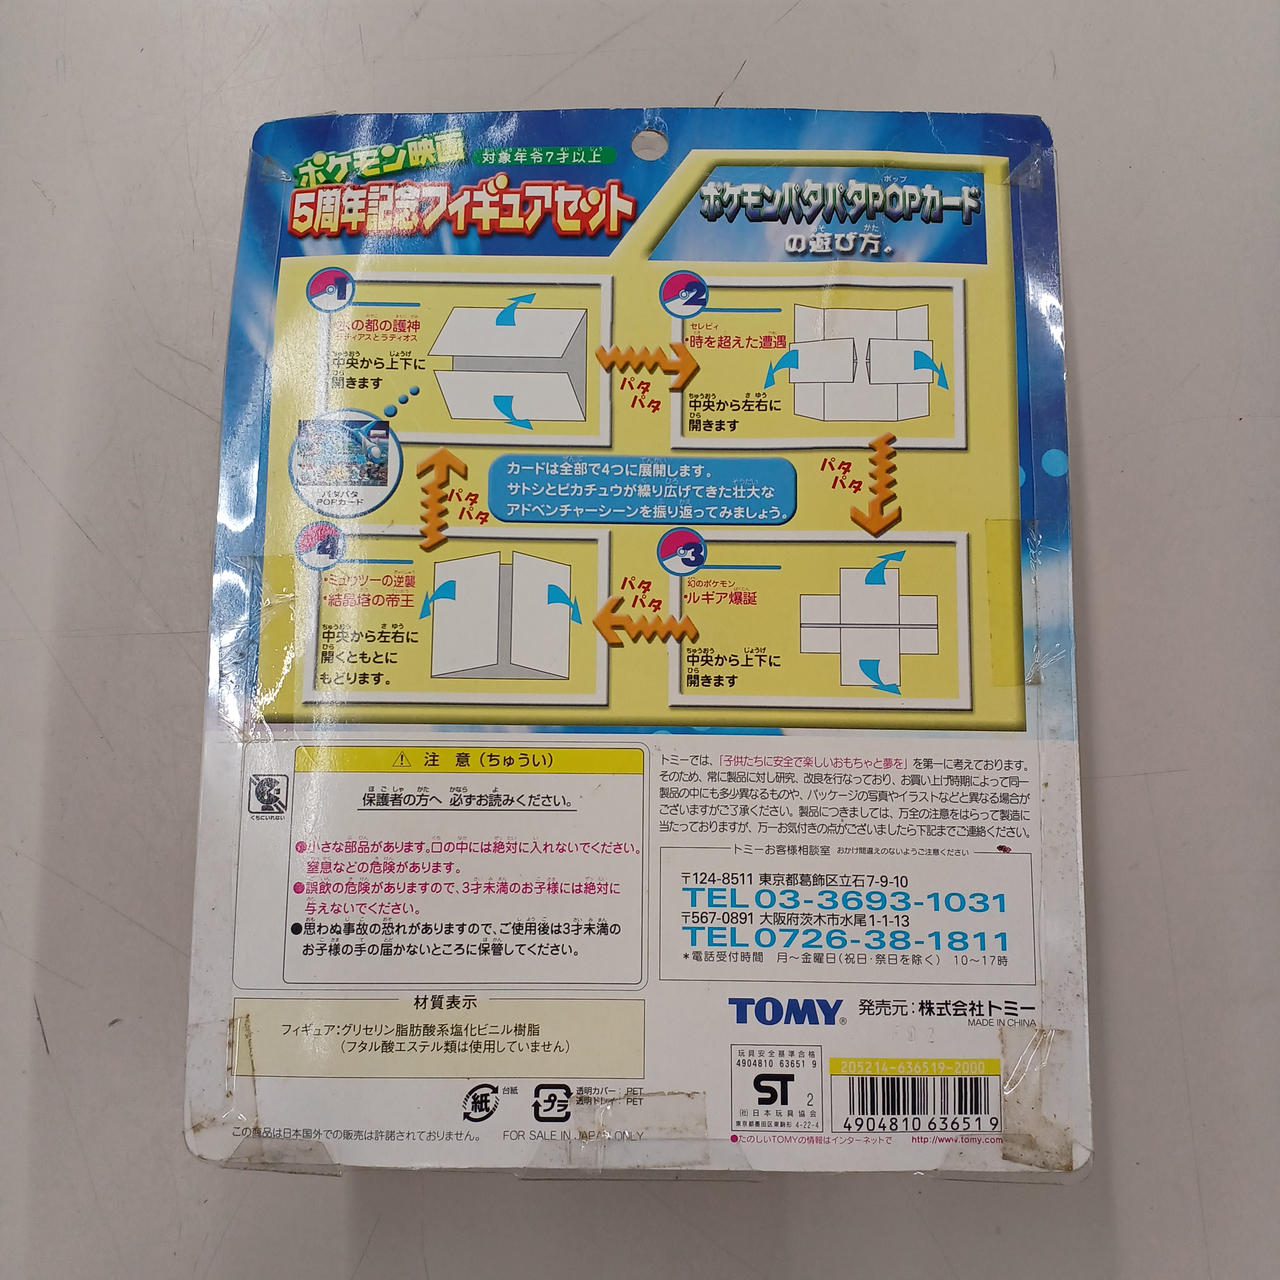 ポケモン映画
対象年令7才以上
5周年記念フィギュアセット
ポケモンパタパタPOPカード
の遊び方。
1
水の都の護神
ラティアスとラティオス
中央から上下に
開きます
パタパタ
POPカード
パタ
パタ
2
セレビィ
・時を超えた遭遇
中央から左右に
開きます
パタ
パタ
カードは全部で4つに展開します。
サトシとピカチュウが繰り広げてきた壮大な
アドベンチャーシーンを振り返ってみましょう。
パタ
パタ
3
幻のポケモン
・ルギア爆誕
中央から上下に
開きます
パタ
パタ
4
・ミュウツーの逆襲
・結晶塔の帝王
中央から左右に
開くともとに
もどります。
注 意(ちゅうい)
保護者の方へ 必ずお読みください。
くちにいれない
●小さな部品があります。口の中には絶対に入れないでください。
窒息などの危険があります。
●誤飲の危険がありますので、3才未満のお子様には絶対に
与えないでください。
●思わぬ事故の恐れがありますので、ご使用後は3才未満の
お子様の手の届かないところに保管してください。
材質表示
フィギュア:グリセリン脂肪酸系塩化ビニル樹脂
(フタル酸エステル類は使用していません)
紙
台紙
プラ
透明カバー:PET
透明トレイ:PET
この商品は日本国外での販売は許諾されておりません。
FOR SALE IN JAPAN ONLY
トミーでは、「子供たちに安全で楽しいおもちゃと夢を」を第一に考えております。
そのため、常に製品に対し研究、改良を行なっており、お買い上げ時期によって同一
製品の中にも多少異なるものや、パッケージの写真やイラストなどと異なる場合が
ございますがご了承ください。製品につきましては、万全の注意をはらって製造に
当たっておりますが、万一お気付きの点がございましたら下記までご連絡ください。
トミーお客様相談室 おかけ間違えのないようご注意ください
〒124-8511 東京都葛飾区立石7-9-10
TEL 03-3693-1031
〒567-0891 大阪府茨木市水尾1-1-13
TEL 0726-38-1811
*電話受付時間 月~金曜日(祝日・祭日を除く) 10~17時
TOMY® 発売元:株式会社トミー
MADE IN CHINA
玩具安全基準合格
4904810 63651 9
ST 2
(社)日本玩具協会
東京都墨田区東駒形 4-22-4
205214-636519-2000
4904810 636519
●たのしいTOMYの情報はインターネットで http://www.tomy.com